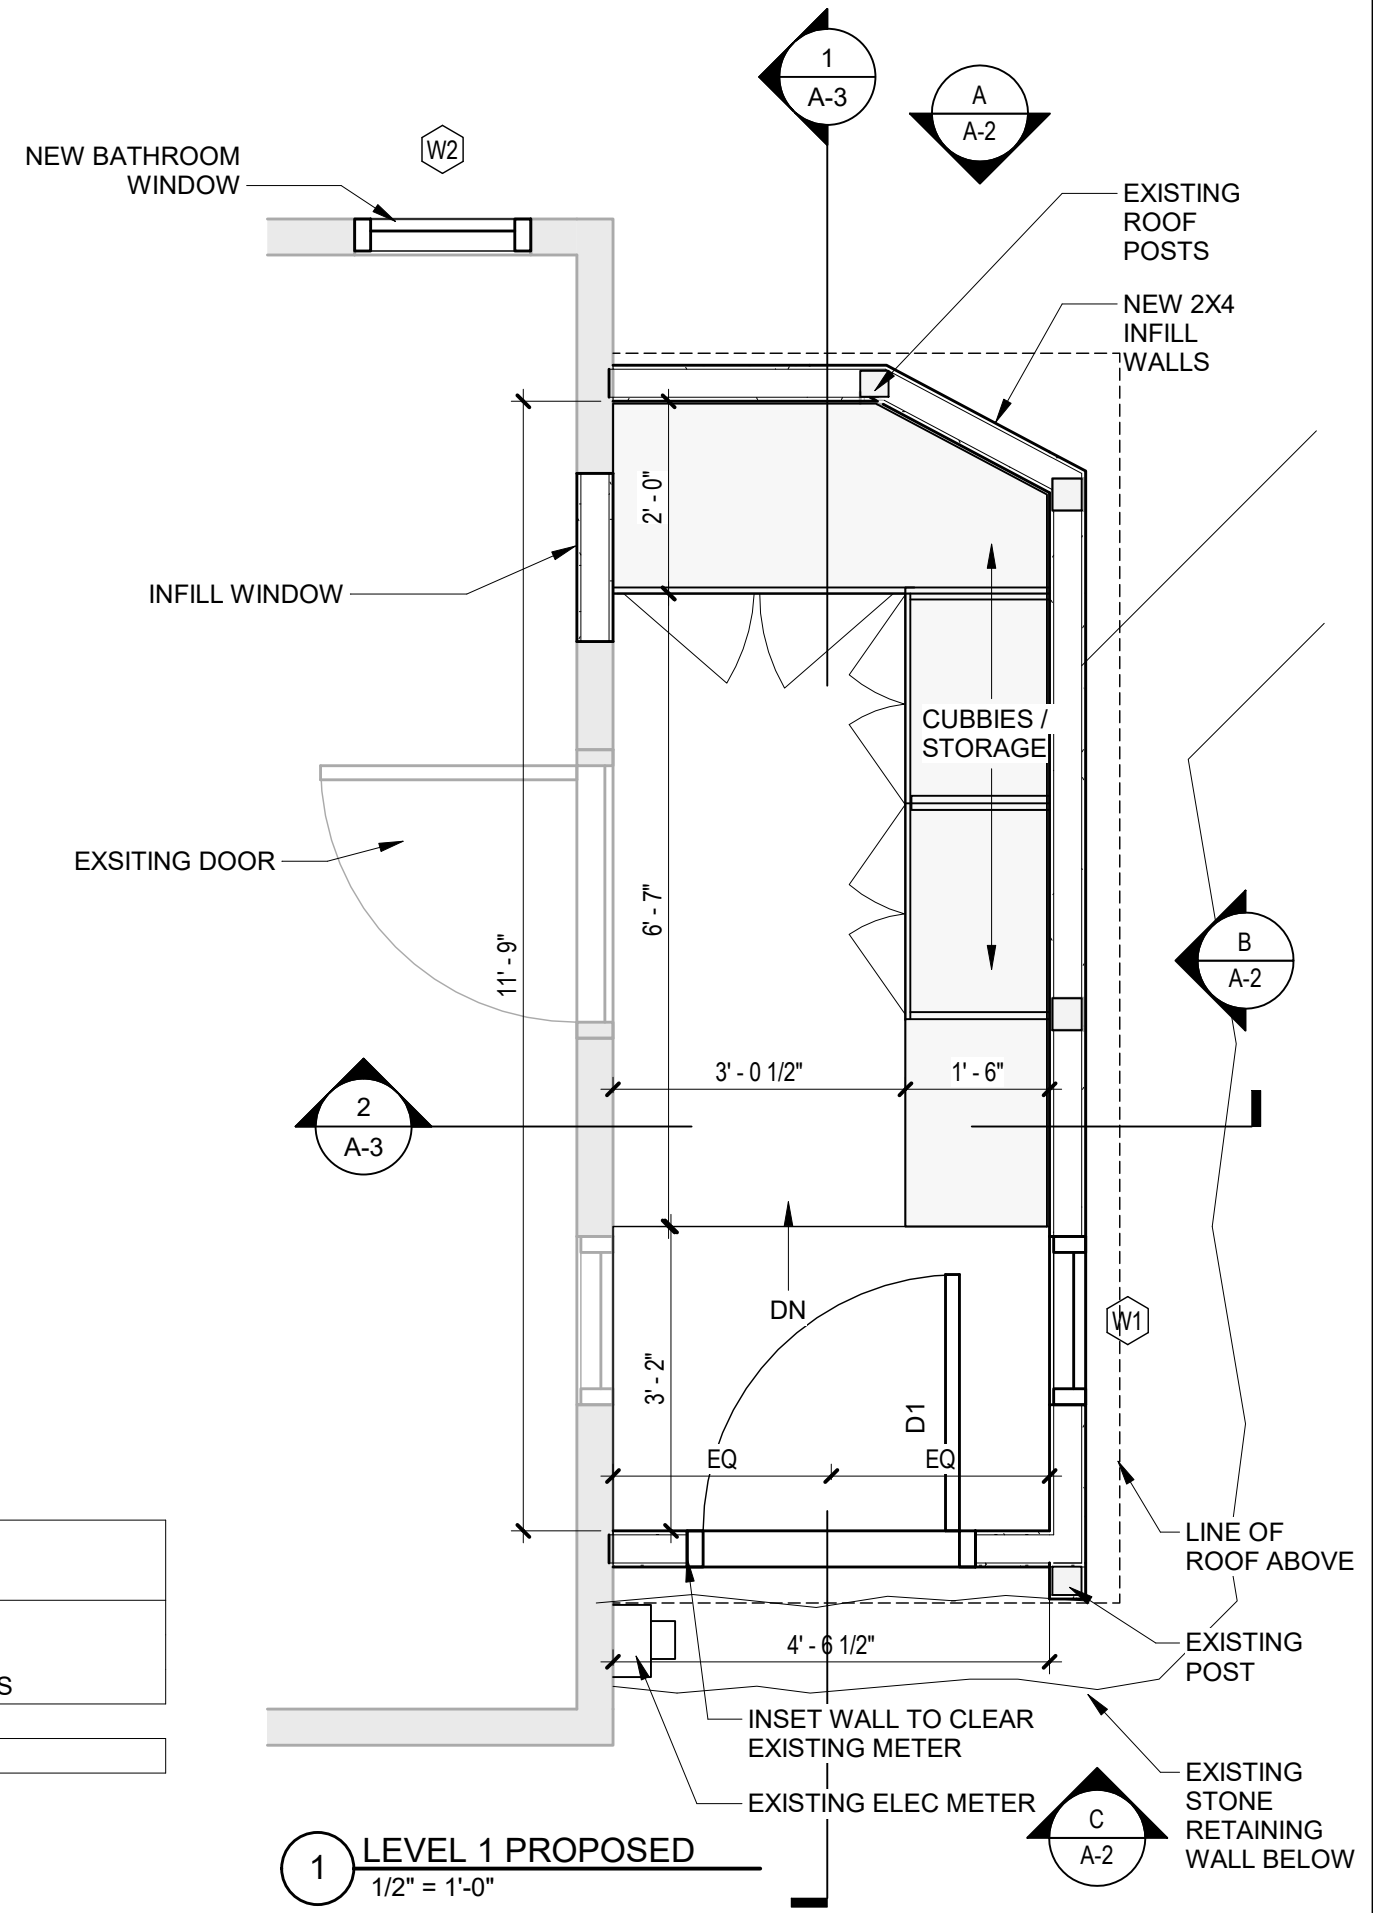 1
A-3
A
A-2
W2
NEW BATHROOM
WINDOW
EXISTING
ROOF
POSTS
NEW 2X4
INFILL
WALLS
2' - 0"
INFILL WINDOW
CUBBIES /
STORAGE
EXSITING DOOR
6' - 7"
11' - 9"
B
A-2
3' - 0 1/2"
1' - 6"
2
A-3
DN
W1
3' - 2"
D1
EQ
EQ
LINE OF
ROOF ABOVE
4' - 6 1/2"
EXISTING
POST
S
INSET WALL TO CLEAR
EXISTING METER
EXISTING ELEC METER
EXISTING
STONE
RETAINING
WALL BELOW
C
A-2
1
LEVEL 1 PROPOSED
1/2" = 1'-0"